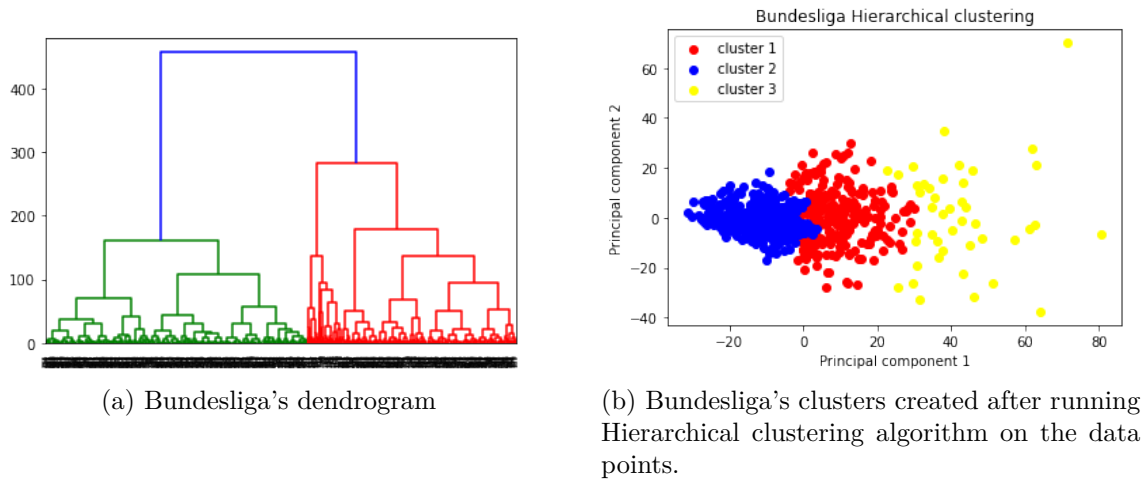 400
300
200
100
0
(a) Bundesliga's dendrogram
Bundesliga Hierarchical clustering
cluster 1
cluster 2
cluster 3
Principal component 2
60
40
20
0
−20
−40
−20
0
20
40
60
80
Principal component 1
(b) Bundesliga's clusters created after running
Hierarchical clustering algorithm on the data
points.